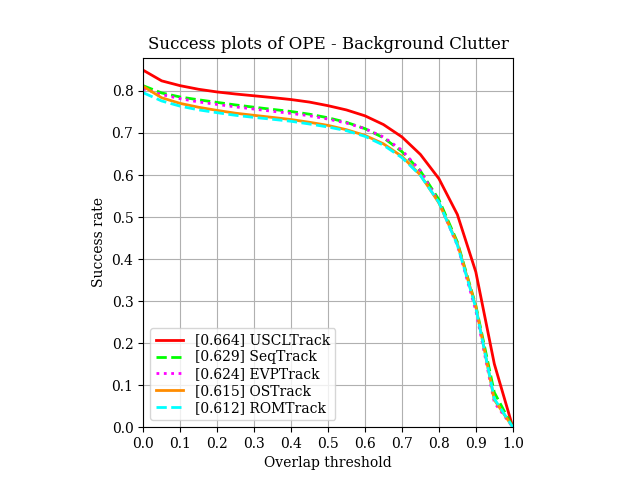 Success plots of OPE - Background Clutter
Success rate
0.8
0.7
0.6
0.5
0.4
0.3
0.2
0.1
0.0
[0.664] USCLTrack
[0.629] SeqTrack
[0.624] EVPTrack
[0.615] OSTrack
[0.612] ROMTrack
0.0 0.1 0.2 0.3 0.4 0.5 0.6 0.7 0.8 0.9 1.0
Overlap threshold